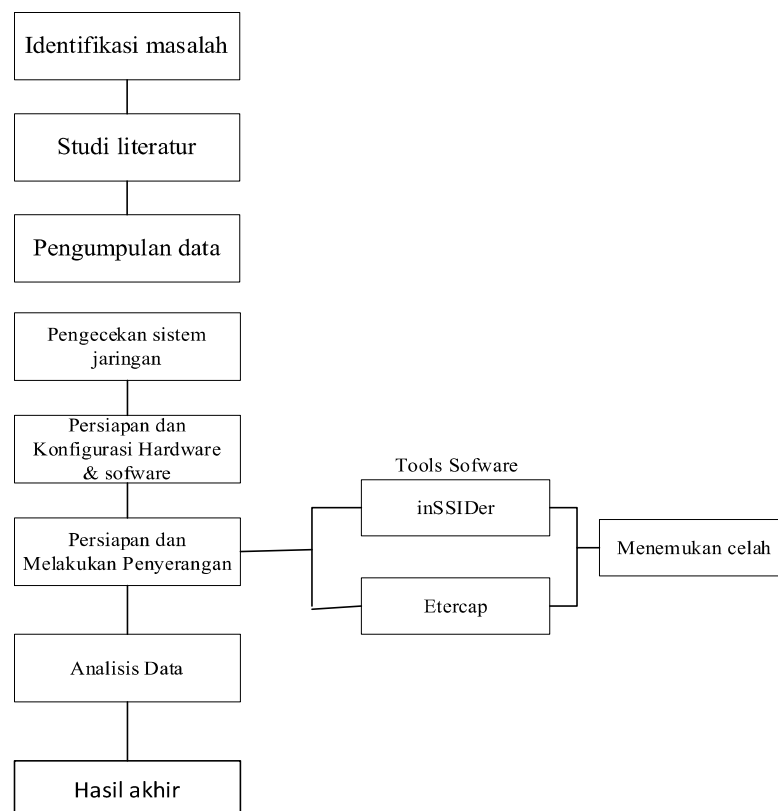 Identifikasi masalah
Studi literatur
Pengumpulan data
Pengecekan sistem
jaringan
Persiapan dan
Konfigurasi Hardware
& sofware
Persiapan dan
Melakukan Penyerangan
Tools Sofware
inSSIDer
Etercap
Menemukan celah
Analisis Data
Hasil akhir